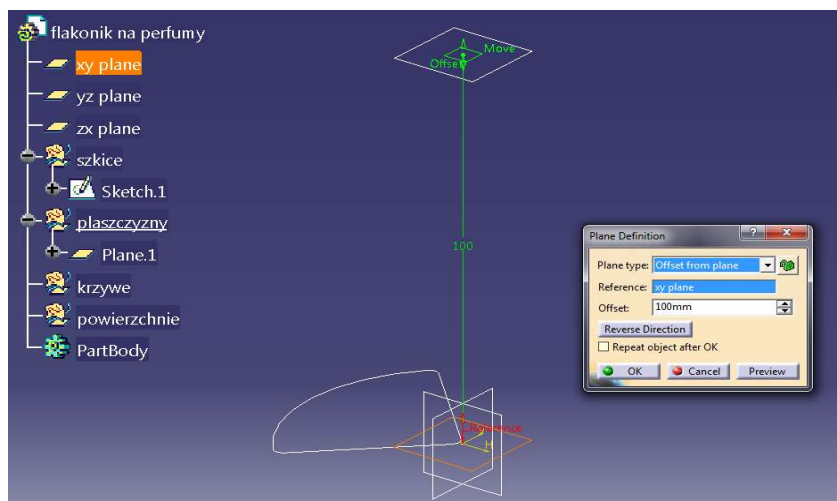 flakonik na perfumy
xy plane
yz plane
zx plane
szkice
Sketch.1
plaszczyzny
Plane.1
krzywe
powierzchnie
PartBody
Move
Offset
100
Reference
H
Plane Definition
Plane type: Offset from plane
Reference: xy plane
Offset: 100mm
Reverse Direction
Repeat object after OK
OK Cancel Preview